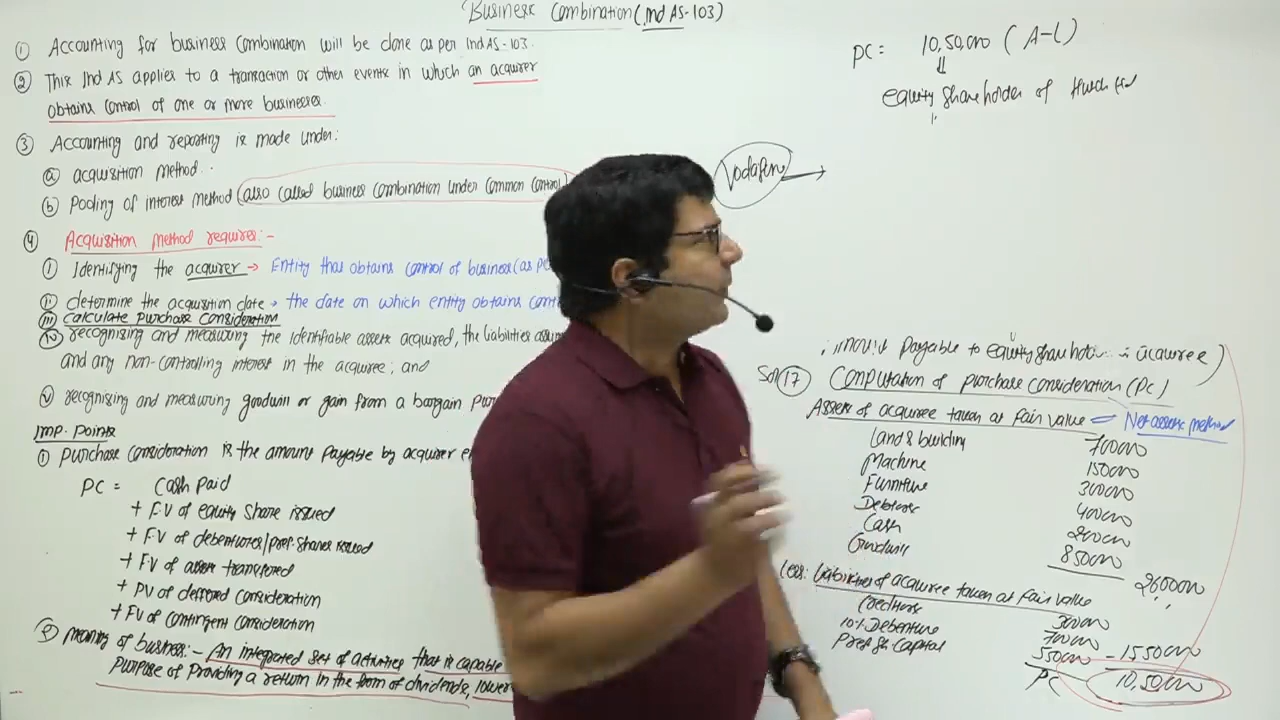 Business Combination (Ind AS-103)
① Accounting for business combination will be done as per Ind AS-103.
② This Ind AS applies to a transaction or other events in which an acquirer
obtains control of one or more businesses.
③ Accounting and reporting is made under:
ⓐ acquisition method.
ⓑ Pooling of interest method (also called business combination under common control)
④ Acquisition method requires:-
① Identifying the acquirer → Entity that obtains control of business (as
ⅱ) determine the acquisition date → the date on which entity obtains
ⅲ) calculate purchase consideration
ⅳ) recognising and measuring the identifiable assets acquired, the liabilities
and any non-controlling interest in the acquiree; and
ⅴ) recognising and measuring goodwill or gain from a bargain
Imp. Points
① Purchase consideration is the amount payable by acquirer
PC = Cash Paid
+ F.V of equity share issued
+ F.V of debentures/pref. shares issued
+ F.V of assets transferred
+ PV of deferred consideration
+ FV of contingent consideration
② meaning of business:- An integrated set of activities that is capable
Purpose of providing a return in the form of dividends, lower
PC = 10,50,000 (A-L)
⇓
equity shareholder of
Vodafone →
payable to equity acquiree)
Soln 17 Computation of purchase consideration (PC)
Assets of acquiree taken at Fair value = Net assets method
Land & building 700000
Machine 150000
Furniture 300000
Debtors 400000
Cash 200000
Goodwill 850000
2600000
Less: Liabilities of acquiree taken at Fair value
Creditors 300000
10% Debenture 700000
Pref Sh. Capital 550000 - 1550000
PC 10,50,000